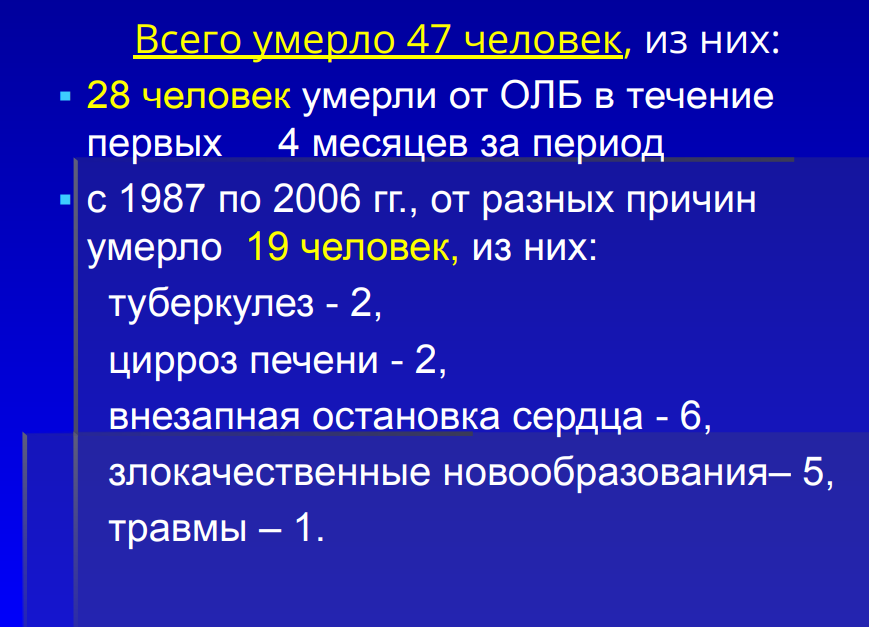 Всего умерло 47 человек, из них:
▪ 28 человек умерли от ОЛБ в течение
первых 4 месяцев за период
▪ с 1987 по 2006 гг., от разных причин
умерло 19 человек, из них:
туберкулез - 2,
цирроз печени - 2,
внезапная остановка сердца - 6,
злокачественные новообразования– 5,
травмы – 1.